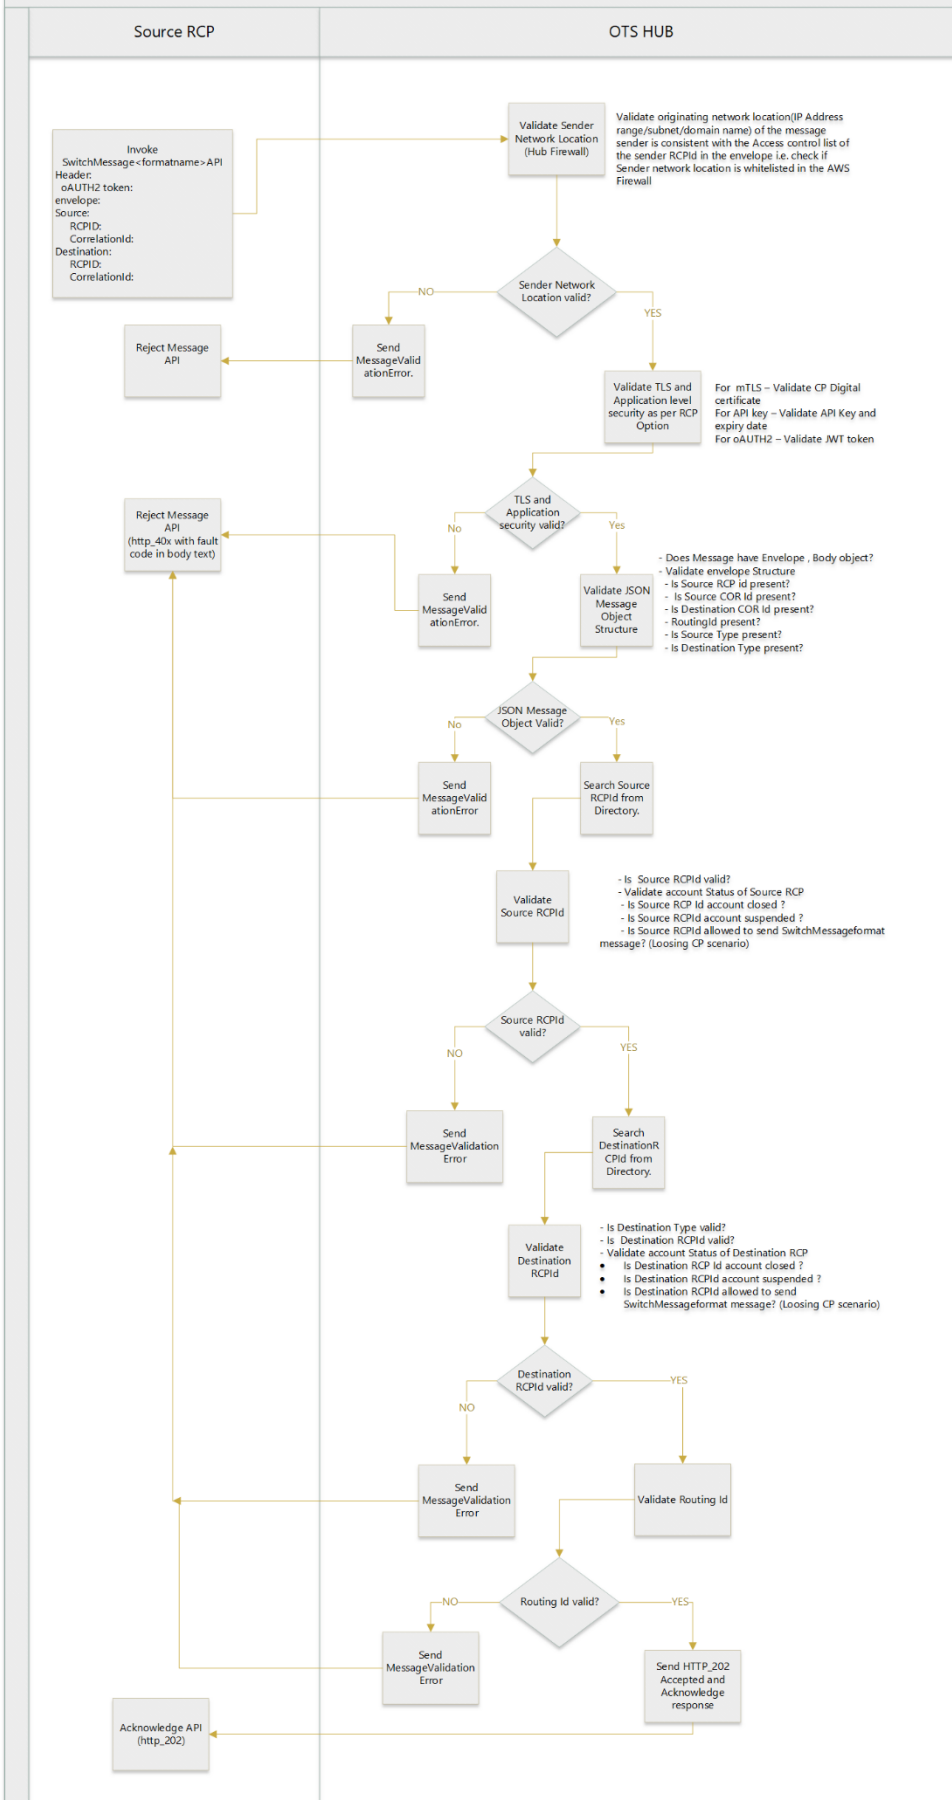 Source RCP
OTS HUB
Invoke
SwitchMessage<formatname>API
Header:
oAUTH2 token:
envelope:
Source:
RCPID:
CorrelationId:
Destination:
RCPID:
CorrelationId:
Validate Sender
Network Location
(Hub Firewall)
Validate originating network location(IP Address
range/subnet/domain name) of the message
sender is consistent with the Access control list of
the sender RCPId in the envelope i.e. check if
Sender network location is whitelisted in the AWS
Firewall
Sender Network
Location valid?
NO
YES
Reject Message
API
Send
MessageValid
ationError.
Validate TLS and
Application level
security as per RCP
Option
For  mTLS – Validate CP Digital
certificate
For API key – Validate API Key and
expiry date
For oAUTH2 – Validate JWT token
TLS and
Application
security valid?
No
Yes
Reject Message
API
(http_40x with fault
code in body text)
Send
MessageValid
ationError.
Validate JSON
Message
Object
Structure
- Does Message have Envelope , Body object?
- Validate envelope Structure
- Is Source RCP id present?
- Is Source COR Id present?
- Is Destination COR Id present?
- RoutingId present?
- Is Source Type present?
- Is Destination Type present?
JSON Message
Object Valid?
No
Yes
Send
MessageValid
ationError
Search Source
RCPId from
Directory.
Validate
Source RCPId
- Is  Source RCPId valid?
- Validate account Status of Source RCP
- Is Source RCP Id account closed ?
- Is Source RCPId account suspended ?
- Is Source RCPId allowed to send SwitchMessageformat
message? (Loosing CP scenario)
Source RCPId
valid?
NO
YES
Send
MessageValidation
Error
Search
DestinationR
CPId from
Directory.
Validate
Destination
RCPId
- Is Destination Type valid?
- Is  Destination RCPId valid?
- Validate account Status of Destination RCP
• Is Destination RCP Id account closed ?
• Is Destination RCPId account suspended ?
• Is Destination RCPId allowed to send
SwitchMessageformat message? (Loosing CP scenario)
Destination
RCPId valid?
NO
YES
Send
MessageValidation
Error
Validate Routing Id
Routing Id valid?
NO
YES
Send
MessageValidation
Error
Send HTTP_202
Accepted and
Acknowledge
response
Acknowledge API
(http_202)